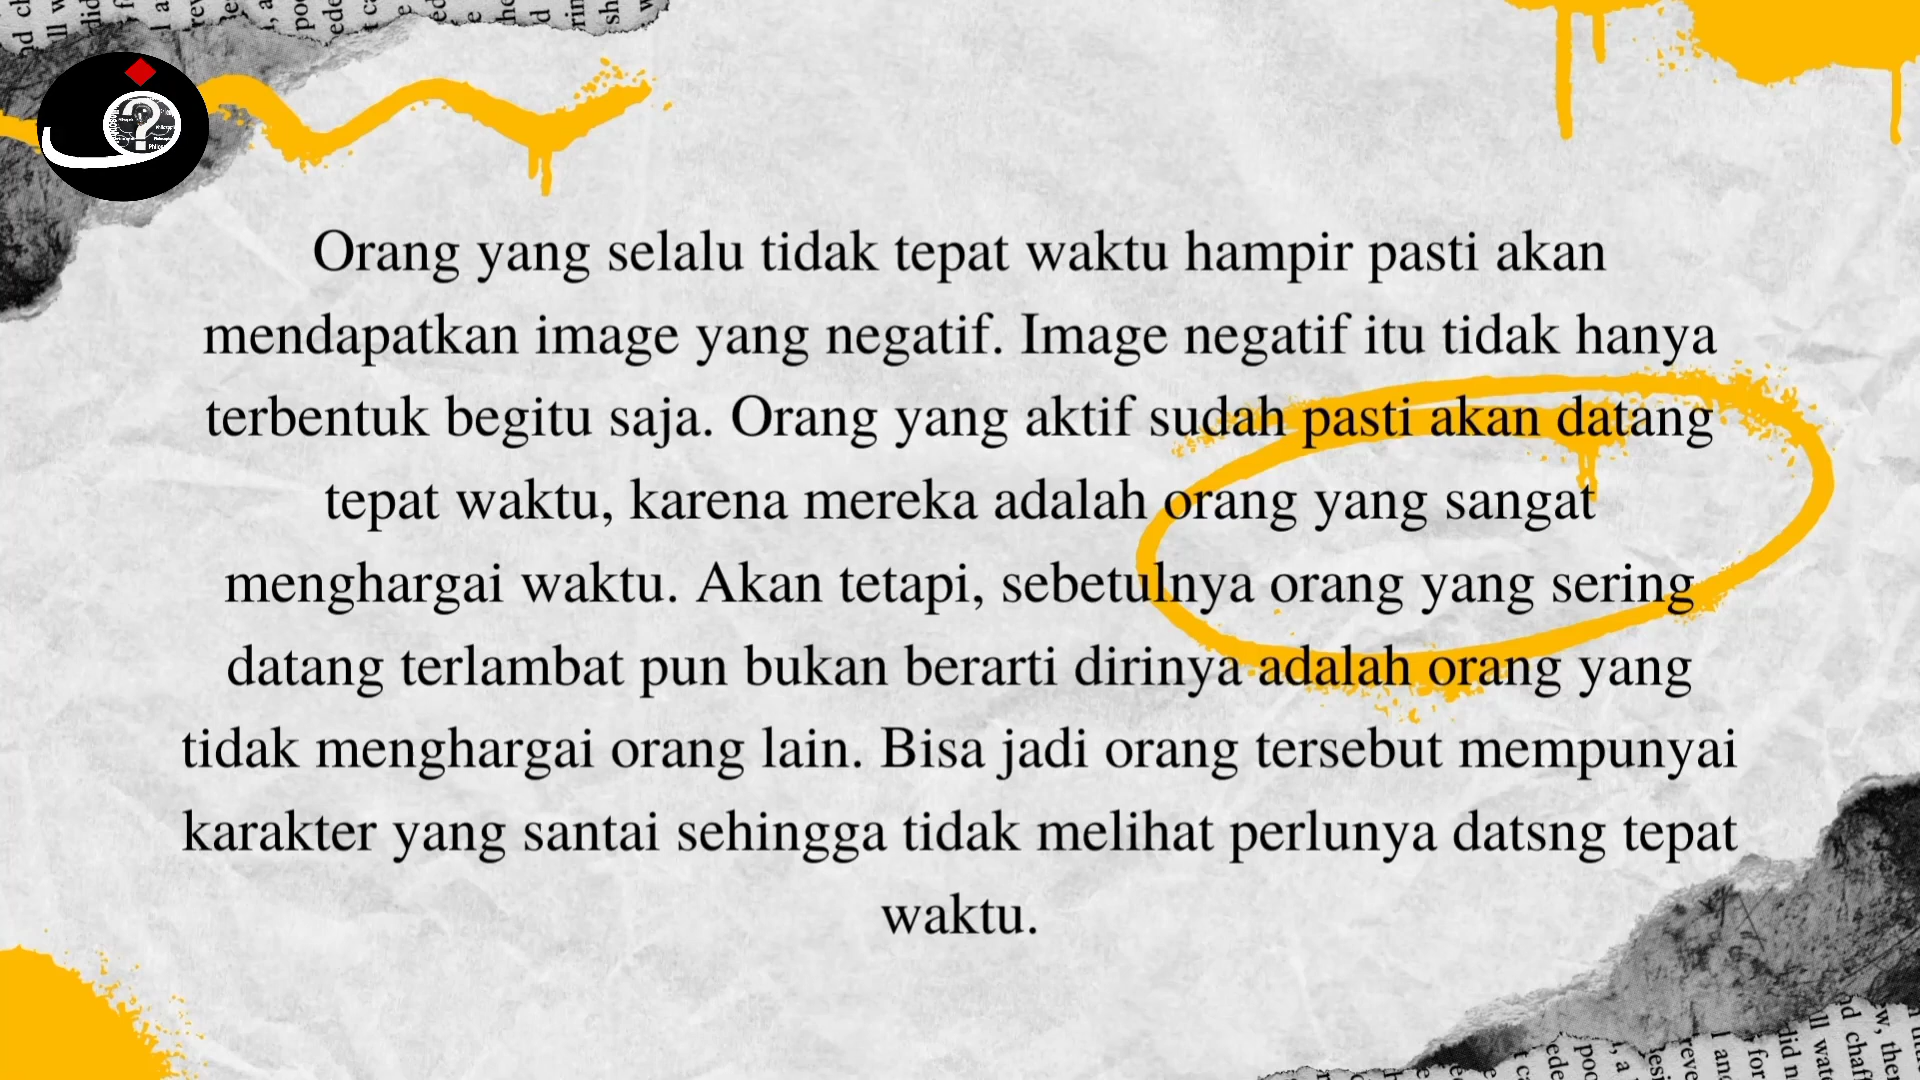 Orang yang selalu tidak tepat waktu hampir pasti akan
mendapatkan image yang negatif. Image negatif itu tidak hanya
terbentuk begitu saja. Orang yang aktif sudah pasti akan datang
tepat waktu, karena mereka adalah orang yang sangat
menghargai waktu. Akan tetapi, sebetulnya orang yang sering
datang terlambat pun bukan berarti dirinya adalah orang yang
tidak menghargai orang lain. Bisa jadi orang tersebut mempunyai
karakter yang santai sehingga tidak melihat perlunya datsng tepat
waktu.